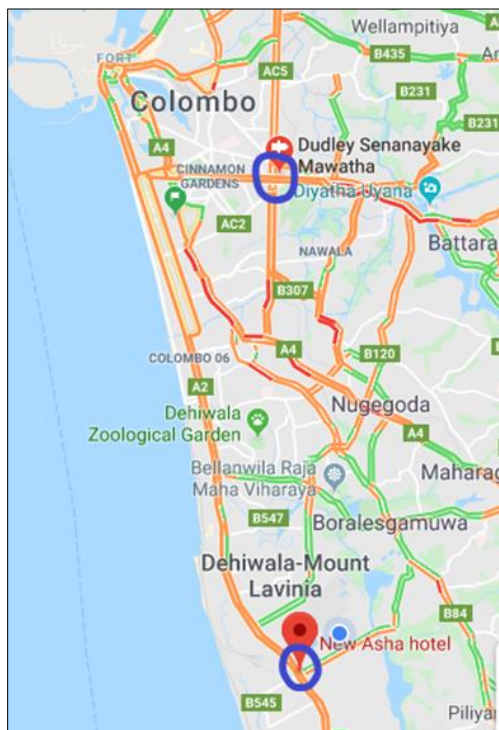 Wellampitiya
FORT
B435
AC5
B231
Colombo
B231
A4
Dudley Senanayake
Mawatha
CINNAMON
GARDENS
Diyatha Uyana
AC2
Battara
NAWALA
B307
COLOMBO 06
A4
B120
A2
Nugegoda
Dehiwala
Zoological Garden
A4
Bellanwila Raja
Maha Viharaya
Maharag
B547
Boralesgamuwa
Dehiwala-Mount
Lavinia
B84
New Asha hotel
B545
Piliya